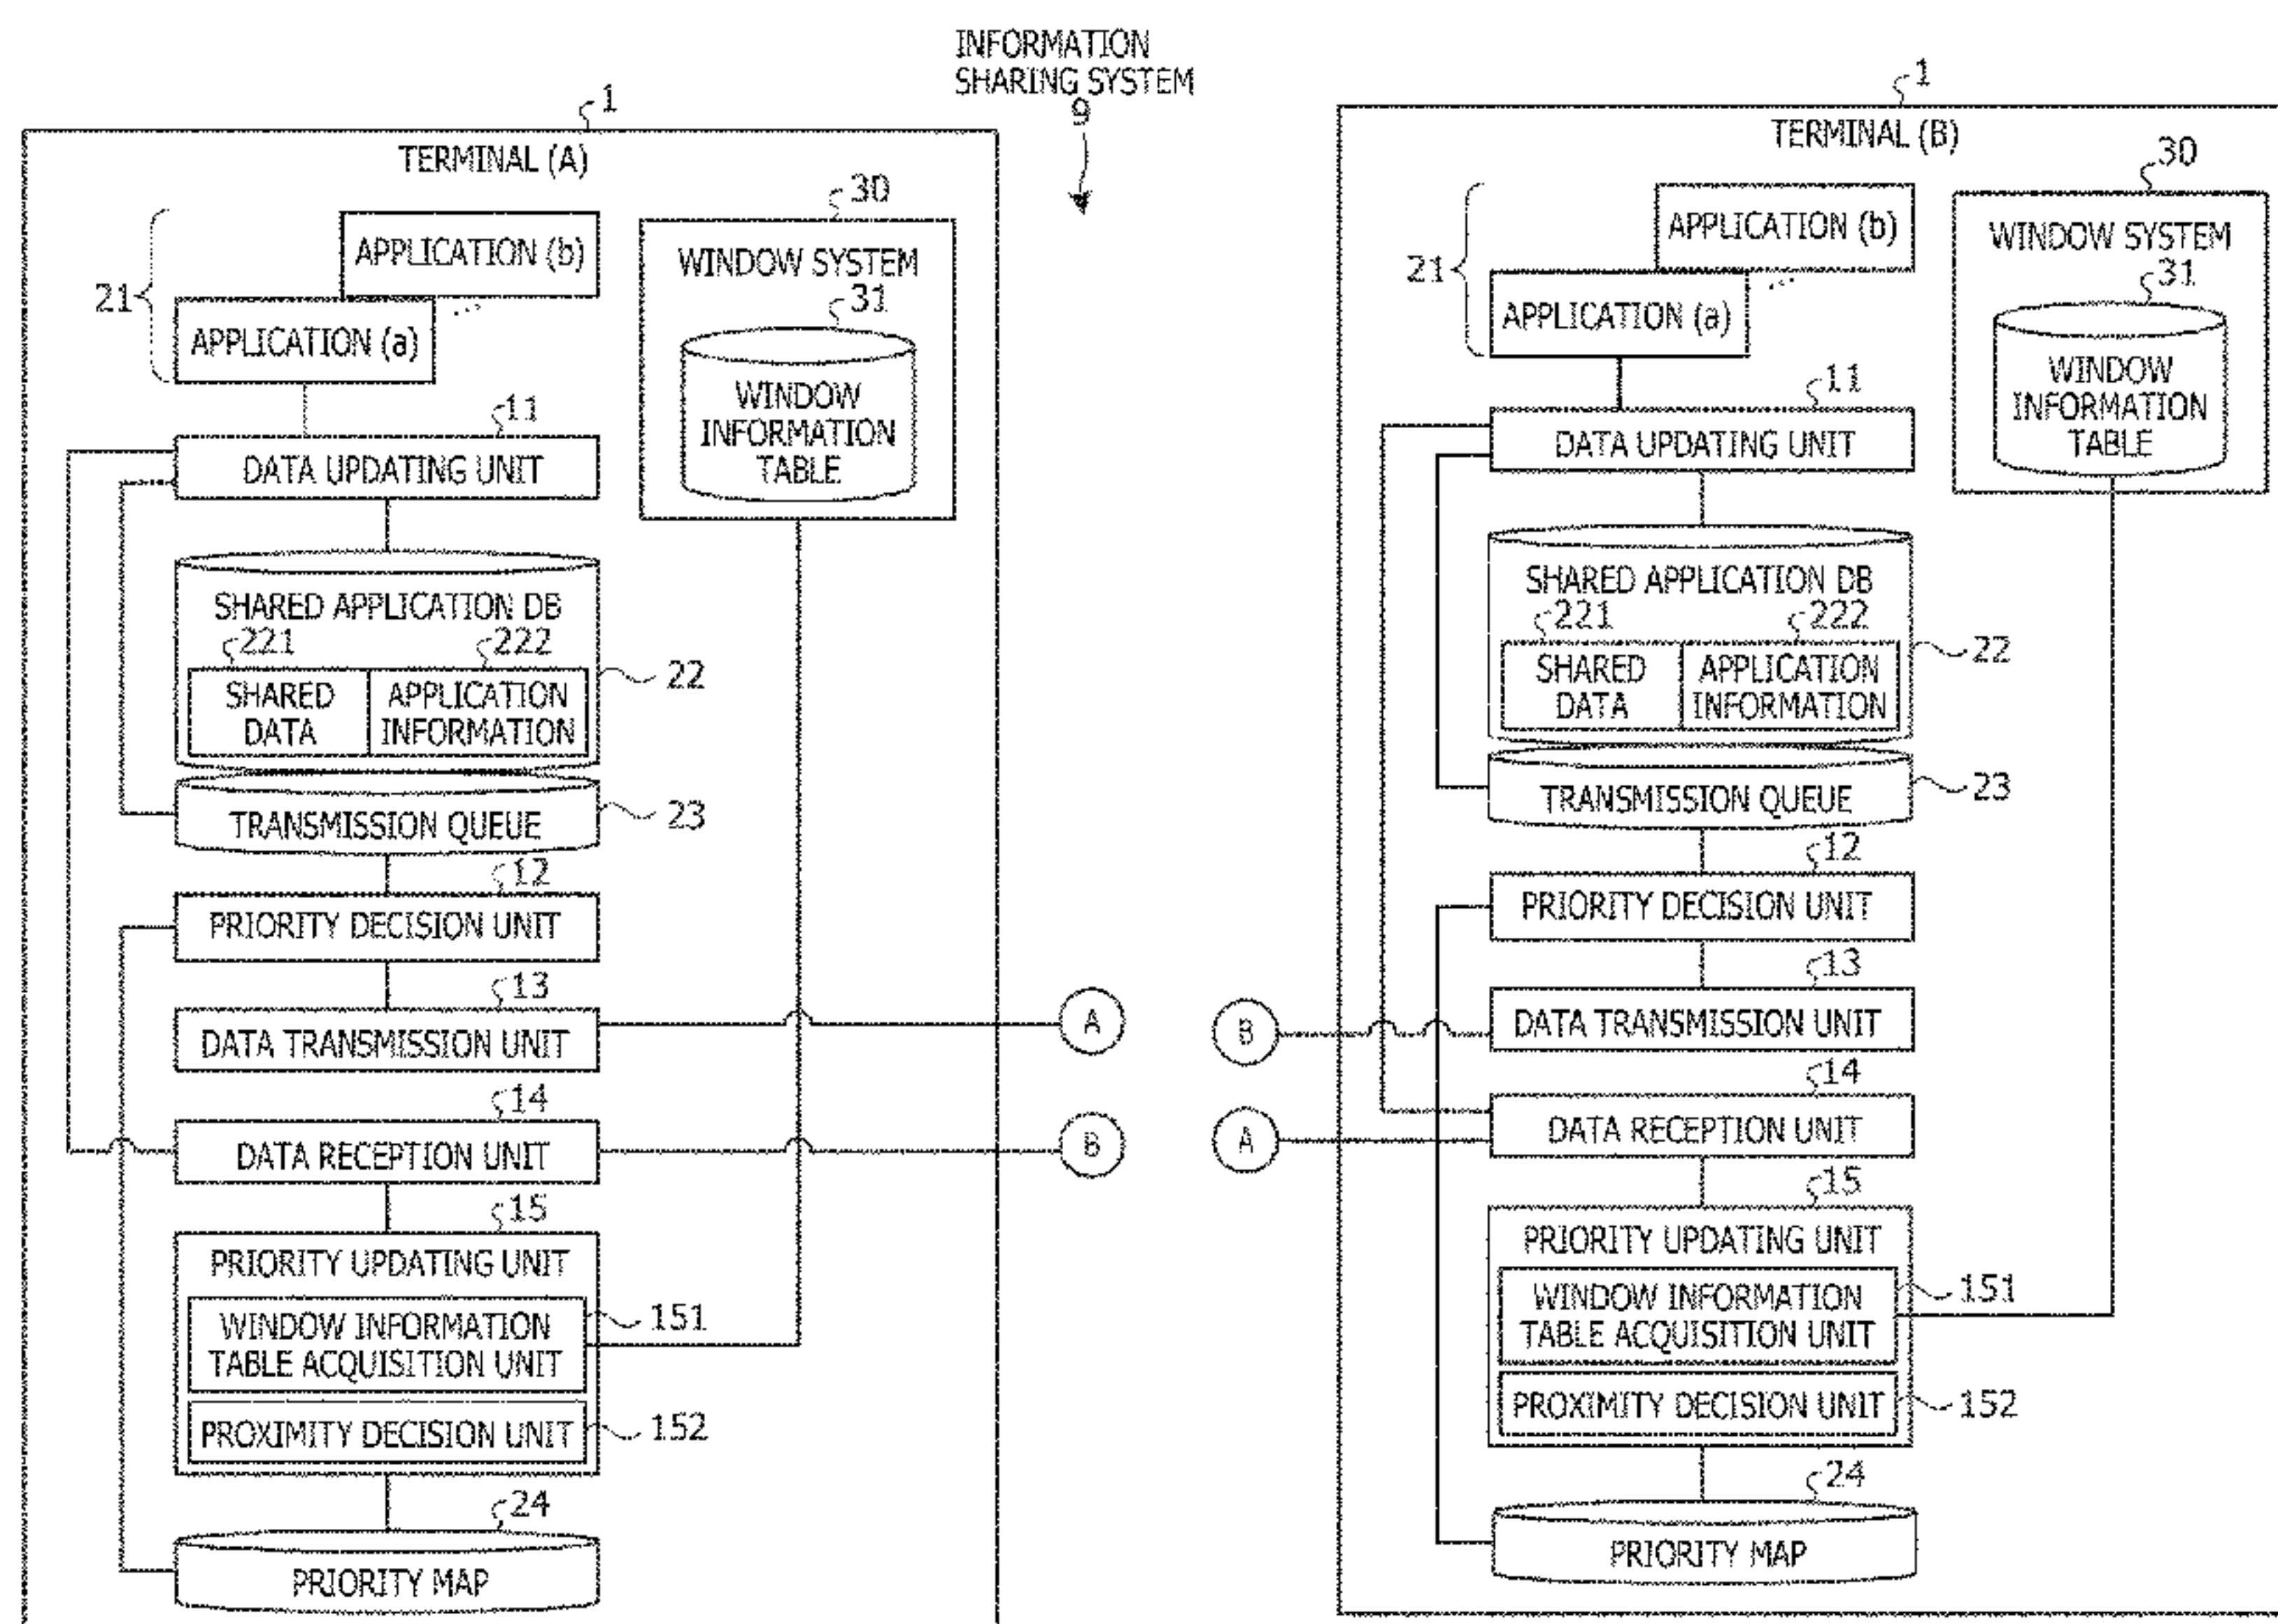 INFORMATION
SHARING SYSTEM
9
1
TERMINAL (A)
21
APPLICATION (b)
APPLICATION (a)
30
WINDOW SYSTEM
31
WINDOW
INFORMATION
TABLE
11
DATA UPDATING UNIT
SHARED APPLICATION DB
221
222
SHARED
DATA
APPLICATION
INFORMATION
22
TRANSMISSION QUEUE
23
12
PRIORITY DECISION UNIT
13
DATA TRANSMISSION UNIT
A
14
DATA RECEPTION UNIT
B
15
PRIORITY UPDATING UNIT
WINDOW INFORMATION
TABLE ACQUISITION UNIT
151
PROXIMITY DECISION UNIT
152
24
PRIORITY MAP
1
TERMINAL (B)
21
APPLICATION (b)
APPLICATION (a)
30
WINDOW SYSTEM
31
WINDOW
INFORMATION
TABLE
11
DATA UPDATING UNIT
SHARED APPLICATION DB
221
222
SHARED
DATA
APPLICATION
INFORMATION
22
TRANSMISSION QUEUE
23
12
PRIORITY DECISION UNIT
13
B
DATA TRANSMISSION UNIT
14
A
DATA RECEPTION UNIT
15
PRIORITY UPDATING UNIT
WINDOW INFORMATION
TABLE ACQUISITION UNIT
151
PROXIMITY DECISION UNIT
152
24
PRIORITY MAP